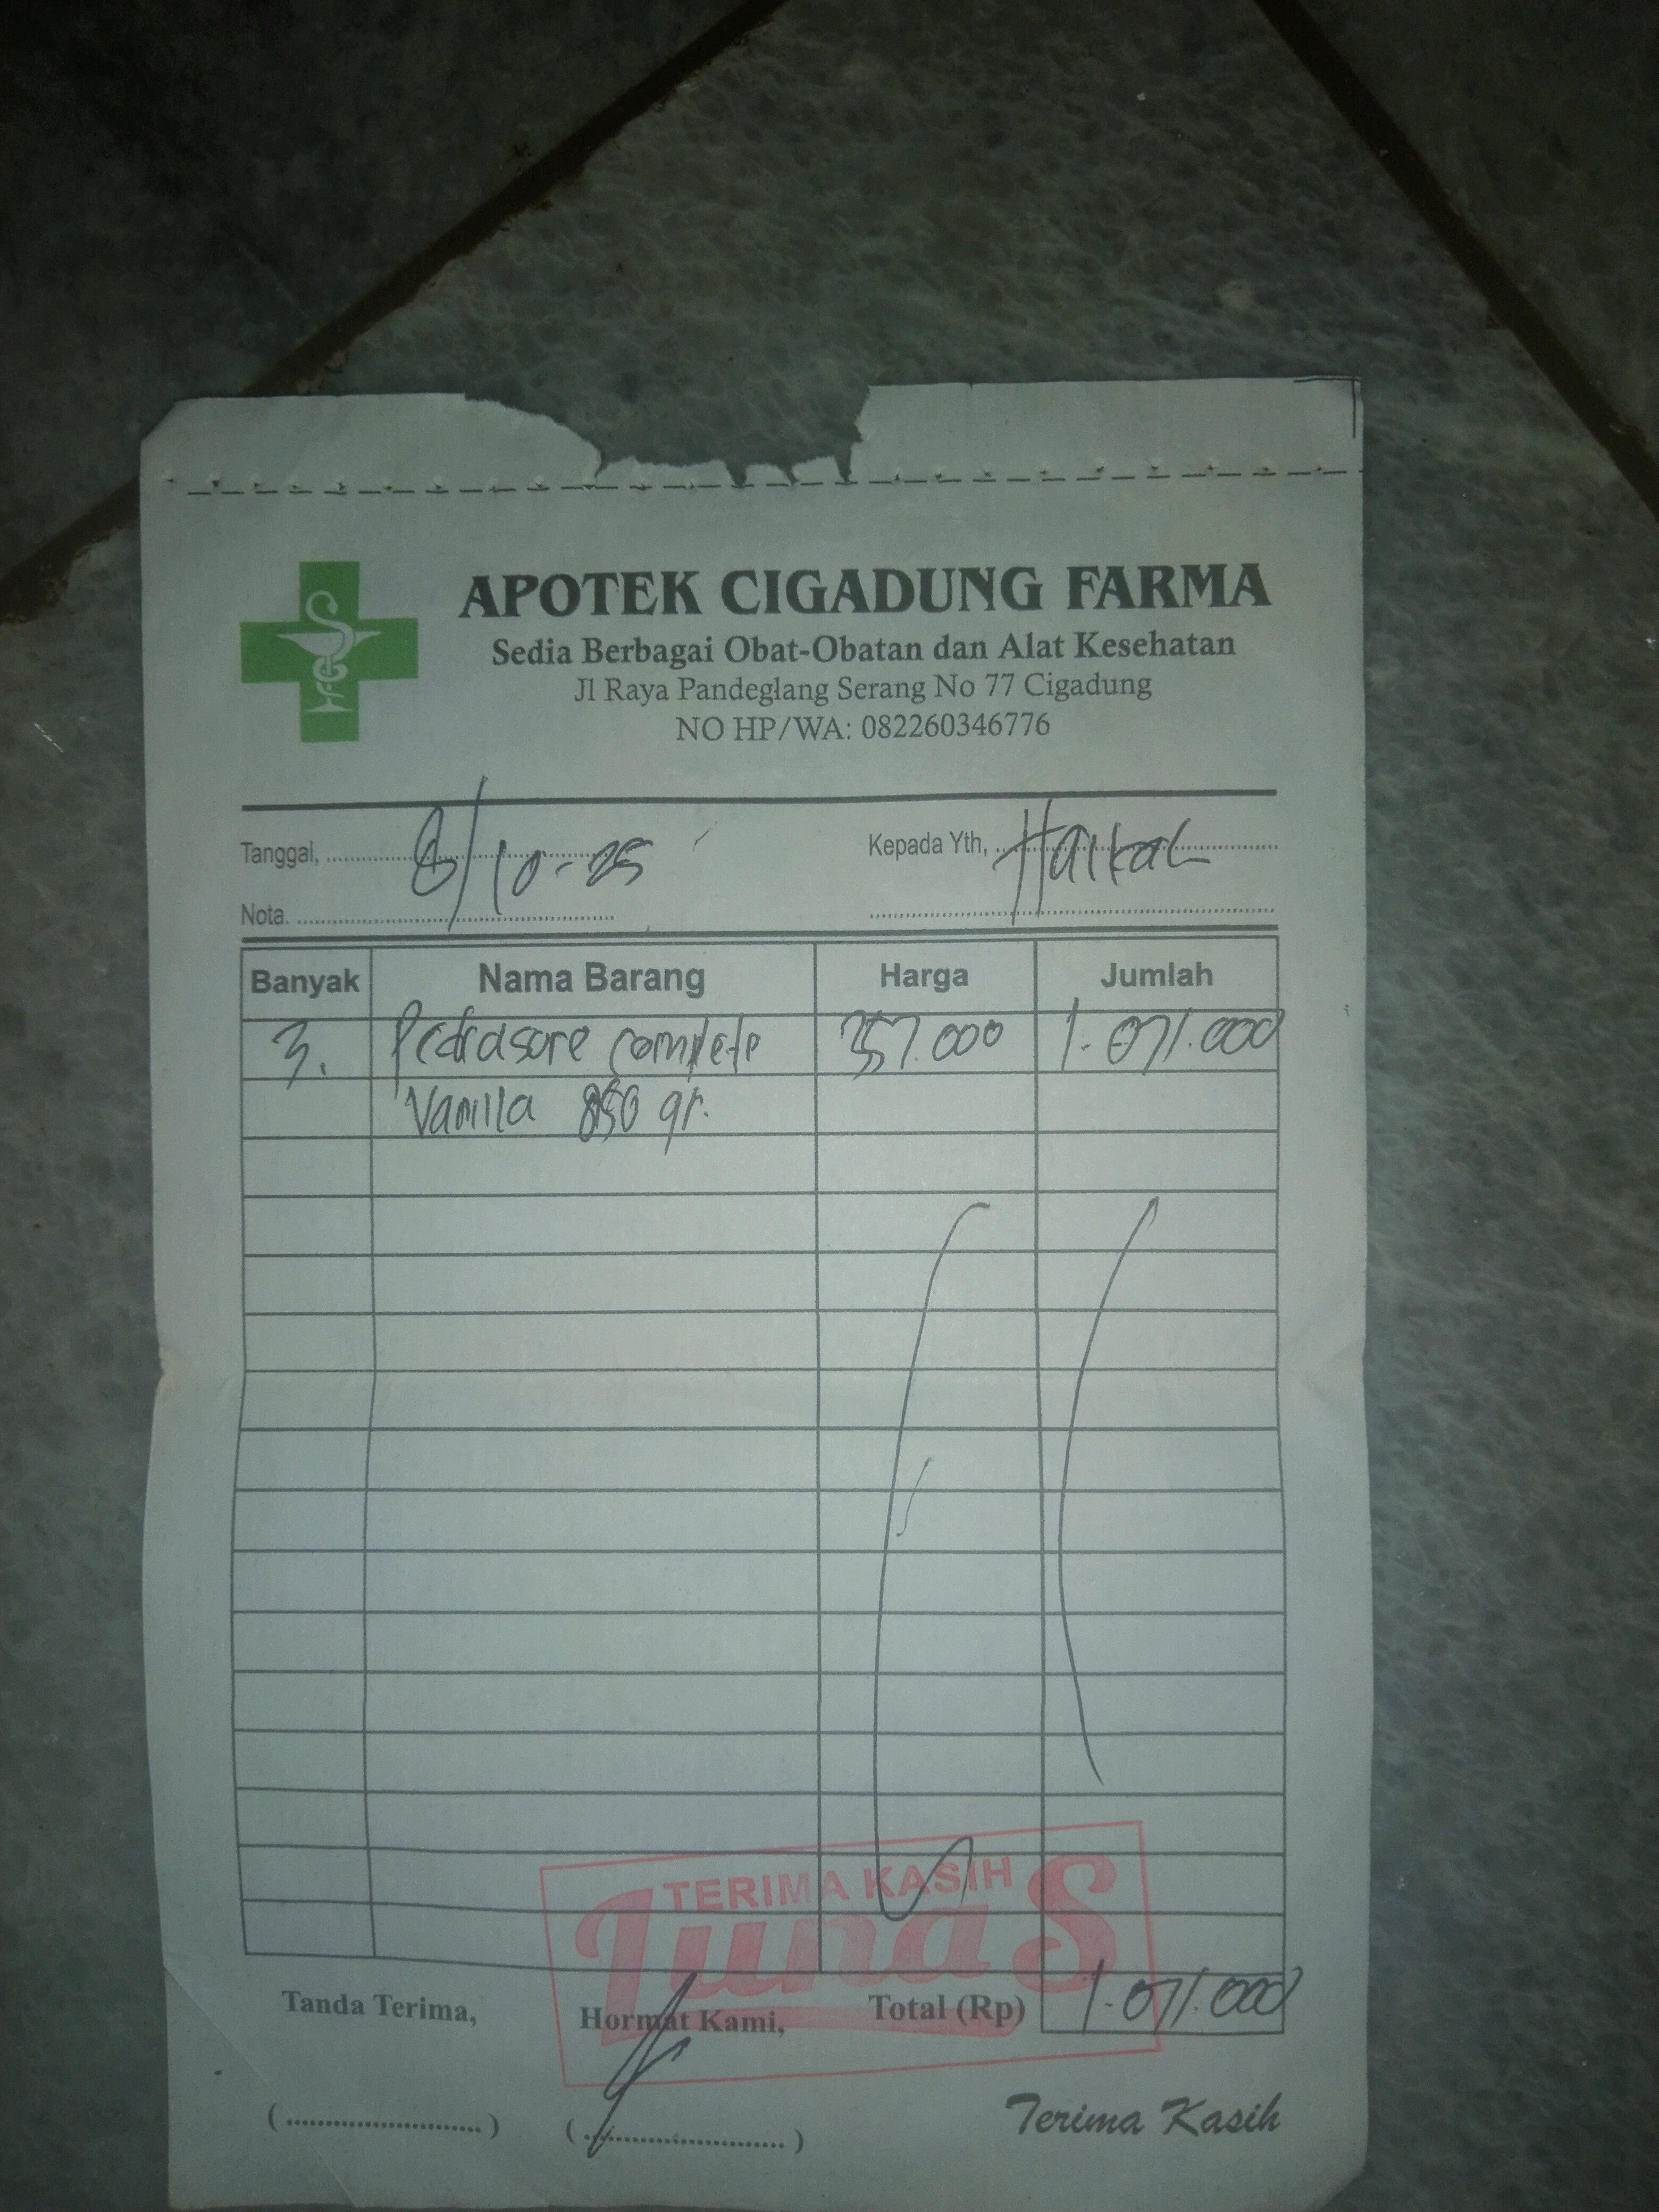 APOTEK CIGADUNG FARMA
Sedia Berbagai Obat-Obatan dan Alat Kesehatan
Jl Raya Pandeglang Serang No 77 Cigadung
NO HP/WA: 082260346776
Tanggal, 8/10-25 Kepada Yth, Haikal
Nota.
Banyak Nama Barang Harga Jumlah
3. Pediasure complete 357.000 1.071.000
Vanilla 850 gr.
TERIMA KASIH
Lunas
Tanda Terima, Hormat Kami, Total (Rp) 1.071.000
Terima Kasih